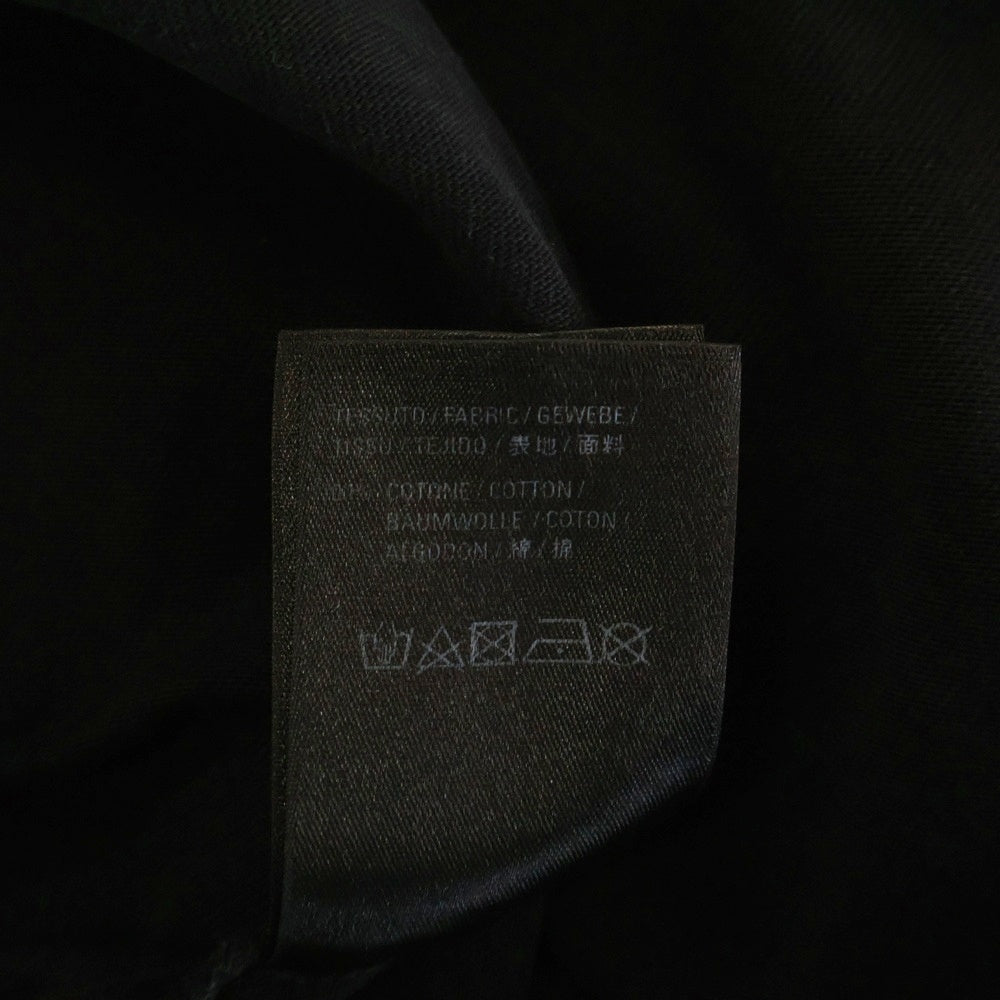 TESSUTO / FABRIC / GEWEBE /
TISSU / TEJIDO / 表地 / 面料
COTONE / COTTON /
BAUMWOLLE / COTON /
ALGODON / 綿 / 棉